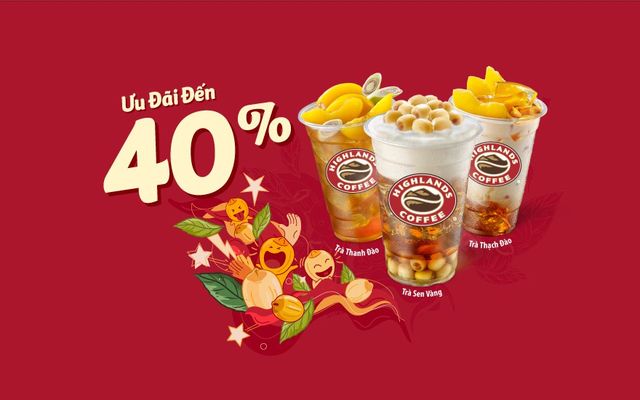 Ưu Đãi Đến
40%
HIGHLANDS
COFFEE
HIGHLANDS
COFFEE
HIGHLANDS
COFFEE
Trà Thanh Đào
Trà Sen Vàng
Trà Thạch Đào